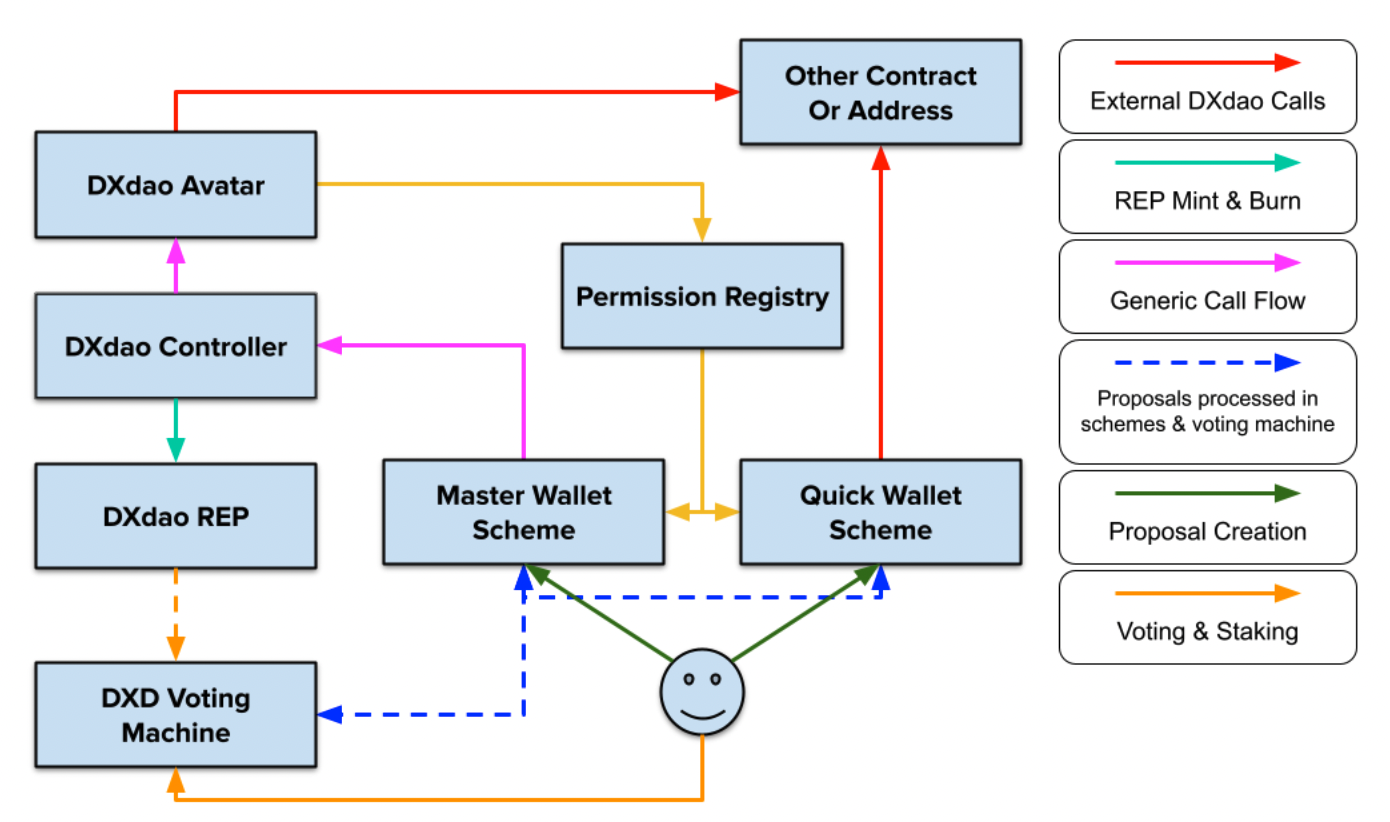 Other Contract
Or Address
DXdao Avatar
Permission Registry
DXdao Controller
Master Wallet
Scheme
Quick Wallet
Scheme
DXdao REP
DXD Voting
Machine
External DXdao Calls
REP Mint & Burn
Generic Call Flow
Proposals processed in
schemes & voting machine
Proposal Creation
Voting & Staking